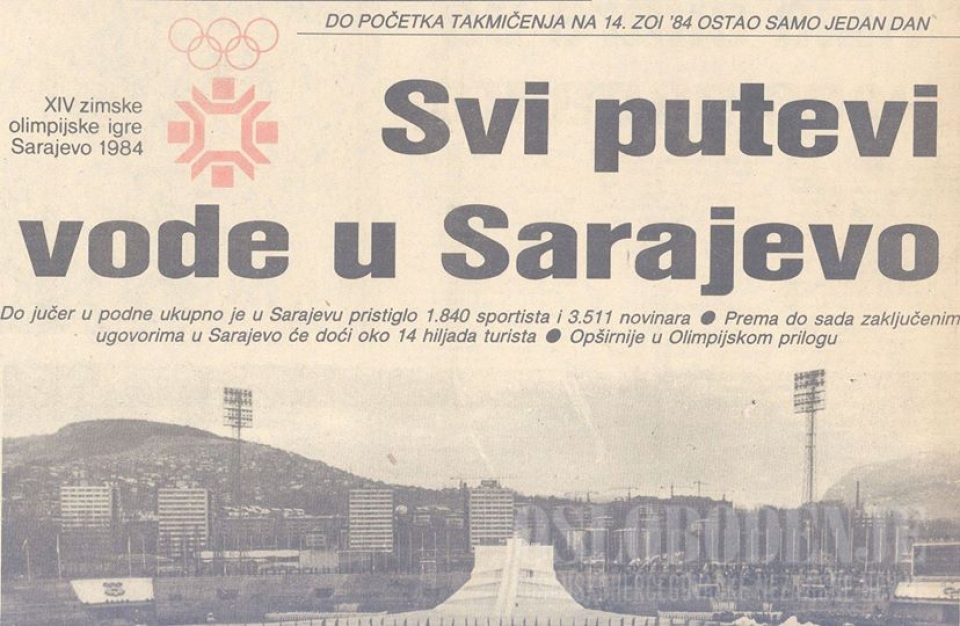 DO POČETKA TAKMIČENJA NA 14. ZOI '84 OSTAO SAMO JEDAN DAN
XIV zimske
olimpijske igre
Sarajevo 1984
Svi putevi
vode u Sarajevo
Do jučer u podne ukupno je u Sarajevu pristiglo 1.840 sportista i 3.511 novinara ● Prema do sada zaključenim
ugovorima u Sarajevo će doći oko 14 hiljada turista ● Opširnije u Olimpijskom prilogu
OSLOBOĐENJE